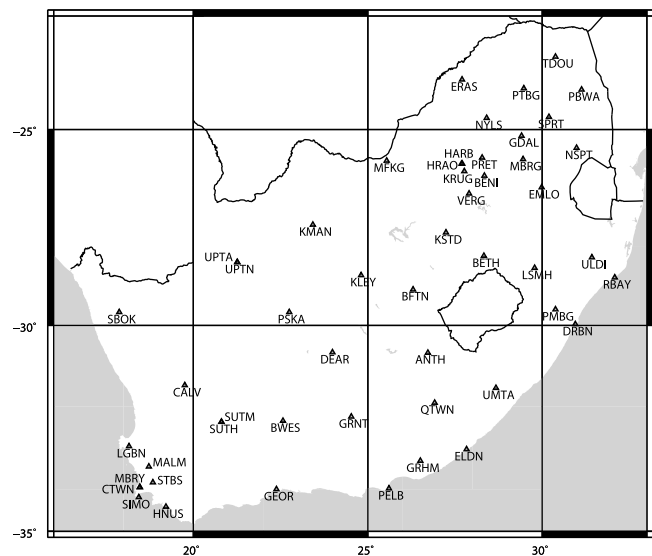 TDOU
ERAS
PTBG
PBWA
NYLS
SPRT
−25°
GDAL
HARB
PRET
MBRG
NSPT
MFKG
HRAO
KRUG
BENI
EMLO
VERG
KMAN
KSTD
UPTA
UPTN
BETH
ULDI
LSMH
KLEY
RBAY
BFTN
SBOK
PSKA
PMBG
−30°
DRBN
DEAR
ANTH
CALV
UMTA
QTWN
SUTM
SUTH
BWES
GRNT
LGBN
ELDN
MALM
GRHM
MBRY
STBS
CTWN
GEOR
PELB
SIMO
HNUS
−35°
20°
25°
30°